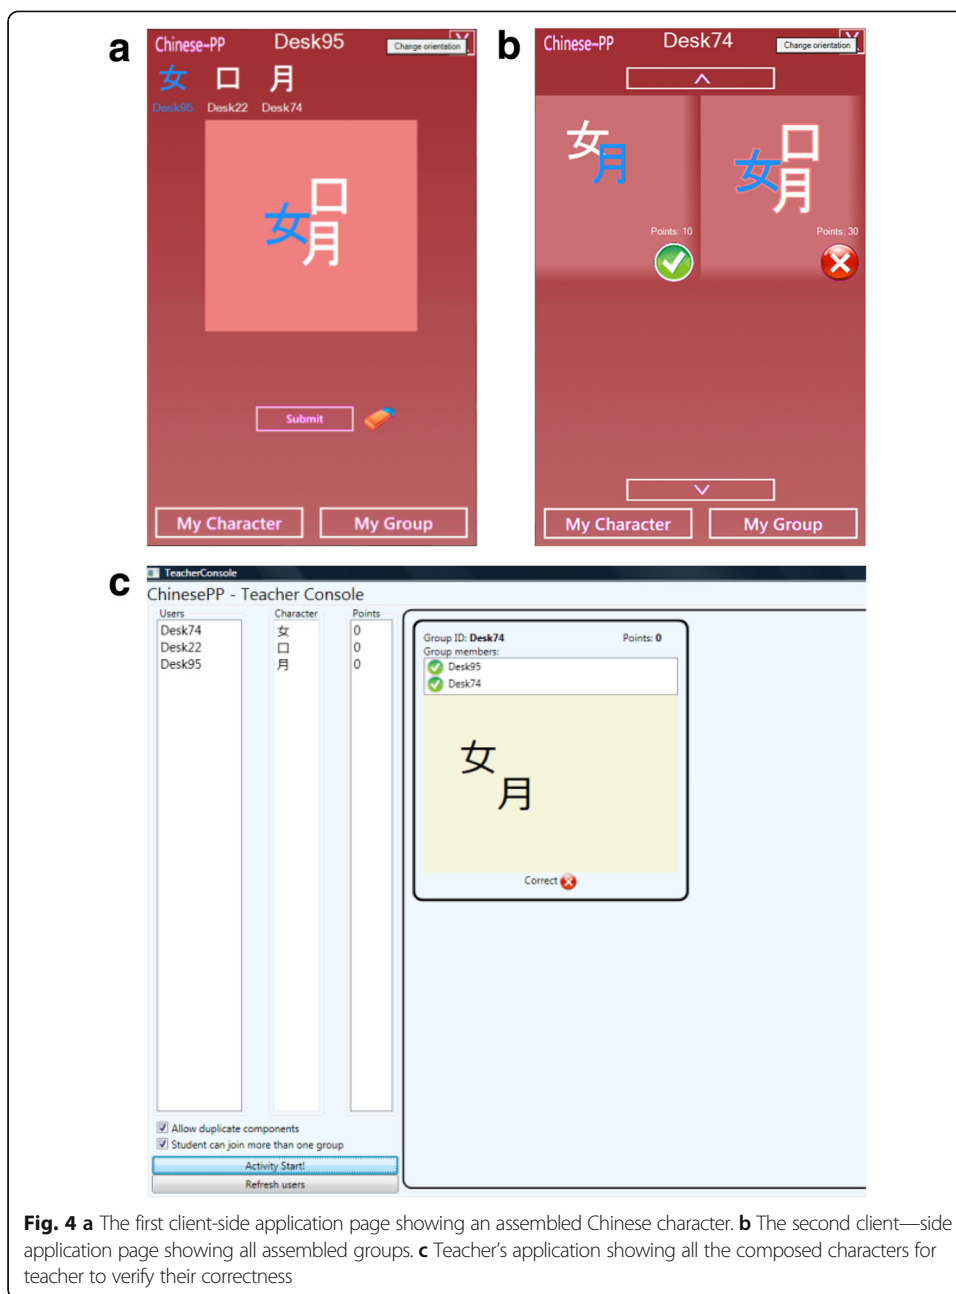 a
Chinese-PP Desk95 Change orientation
女 口 月
Desk95 Desk22 Desk74
口
女
月
Submit
My Character My Group
b
Chinese-PP Desk74 Change orientation
女
月
Points: 10
口
女
月
Points: 30
My Character My Group
c
TeacherConsole
ChinesePP - Teacher Console
Users Character Points
Desk74 女 0
Desk22 口 0
Desk95 月 0
Group ID: Desk74 Points: 0
Group members:
Desk95
Desk74
女
月
Correct
Allow duplicate components
Student can join more than one group
Activity Start!
Refresh users
Fig. 4 a The first client-side application page showing an assembled Chinese character. b The second client—side
application page showing all assembled groups. c Teacher's application showing all the composed characters for
teacher to verify their correctness